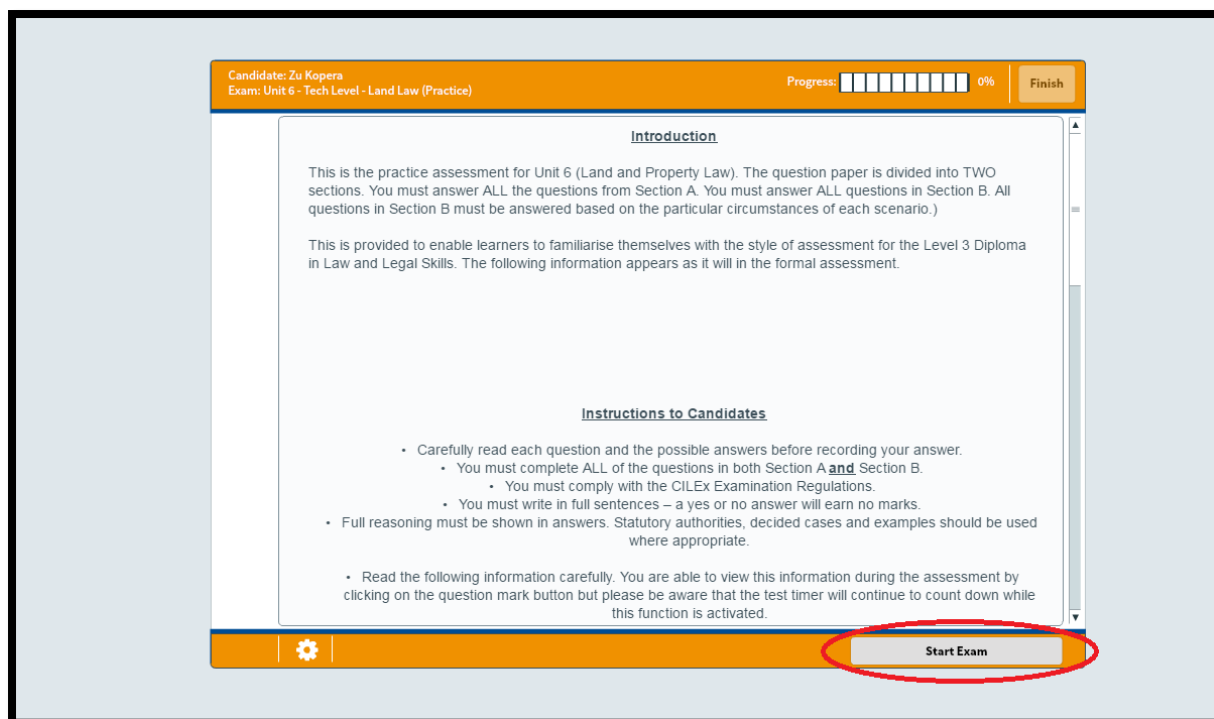 Candidate: Zu Kopera
Exam: Unit 6 - Tech Level - Land Law (Practice)
Progress: 0%
Finish
Introduction
This is the practice assessment for Unit 6 (Land and Property Law). The question paper is divided into TWO
sections. You must answer ALL the questions from Section A. You must answer ALL questions in Section B. All
questions in Section B must be answered based on the particular circumstances of each scenario.)
This is provided to enable learners to familiarise themselves with the style of assessment for the Level 3 Diploma
in Law and Legal Skills. The following information appears as it will in the formal assessment.
Instructions to Candidates
• Carefully read each question and the possible answers before recording your answer.
• You must complete ALL of the questions in both Section A and Section B.
• You must comply with the CILEx Examination Regulations.
• You must write in full sentences – a yes or no answer will earn no marks.
• Full reasoning must be shown in answers. Statutory authorities, decided cases and examples should be used
where appropriate.
• Read the following information carefully. You are able to view this information during the assessment by
clicking on the question mark button but please be aware that the test timer will continue to count down while
this function is activated.
Start Exam